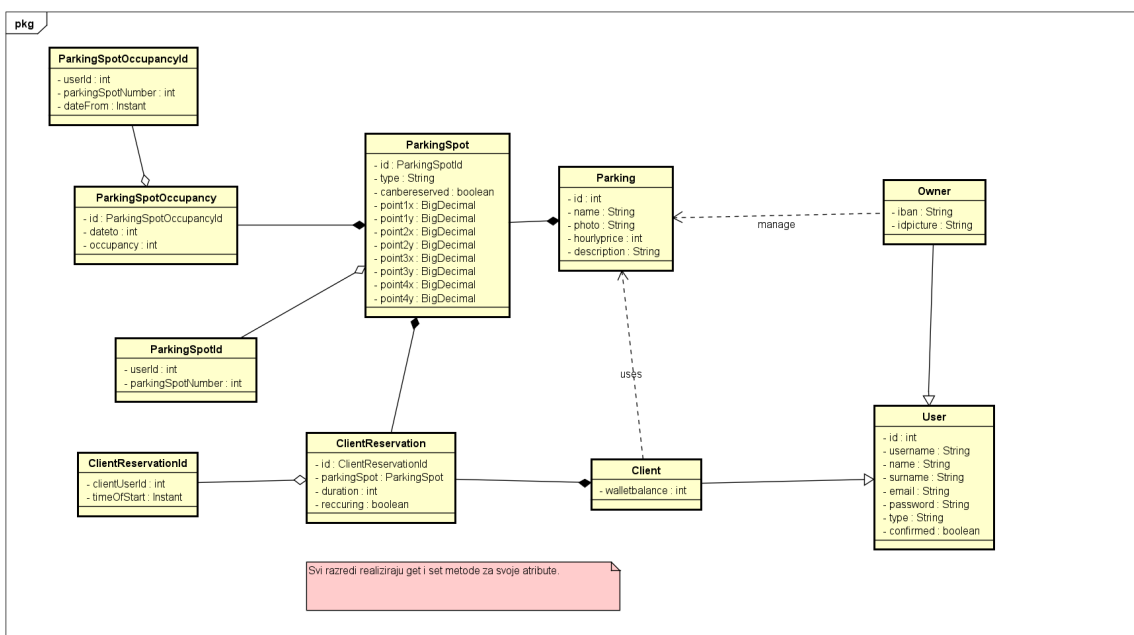 pkg
ParkingSpotOccupancyId
- userId : int
- parkingSpotNumber : int
- dateFrom : Instant
ParkingSpotOccupancy
- id : ParkingSpotOccupancyId
- dateto : int
- occupancy : int
ParkingSpot
- id : ParkingSpotId
- type : String
- canbereserved : boolean
- point1x : BigDecimal
- point1y : BigDecimal
- point2x : BigDecimal
- point2y : BigDecimal
- point3x : BigDecimal
- point3y : BigDecimal
- point4x : BigDecimal
- point4y : BigDecimal
Parking
- id : int
- name : String
- photo : String
- hourlyprice : int
- description : String
manage
Owner
- iban : String
- idpicture : String
ParkingSpotId
- userId : int
- parkingSpotNumber : int
uses
ClientReservationId
- clientUserId : int
- timeOfStart : Instant
ClientReservation
- id : ClientReservationId
- parkingSpot : ParkingSpot
- duration : int
- reccuring : boolean
Client
- walletbalance : int
User
- id : int
- username : String
- name : String
- surname : String
- email : String
- password : String
- type : String
- confirmed : boolean
Svi razredi realiziraju get i set metode za svoje atribute.